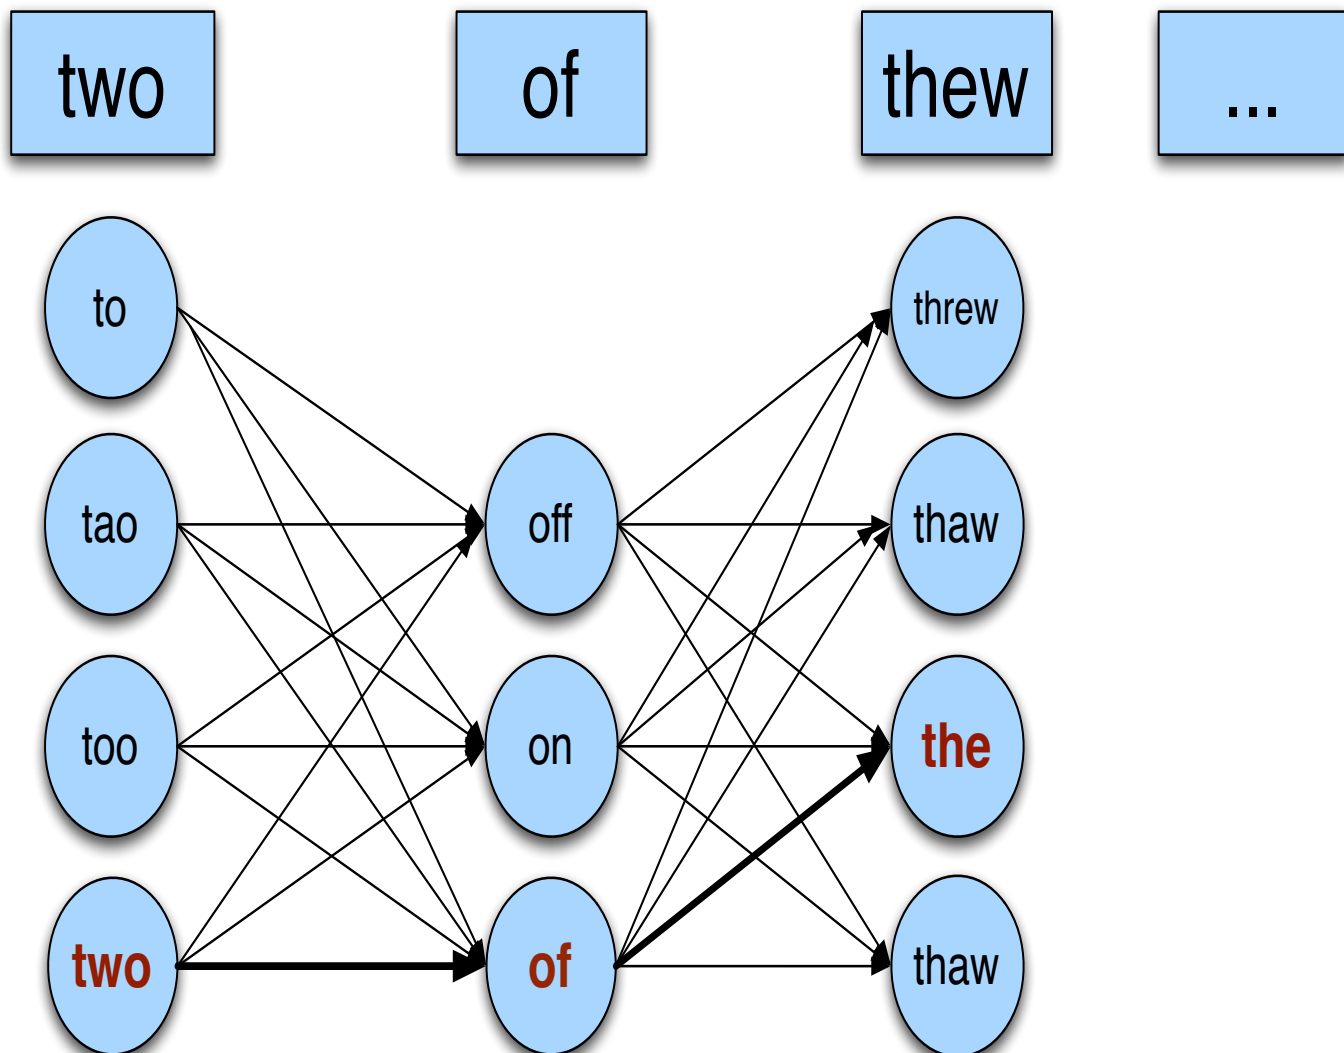 two of thew ...
to threw
tao off thaw
too on the
two of thaw